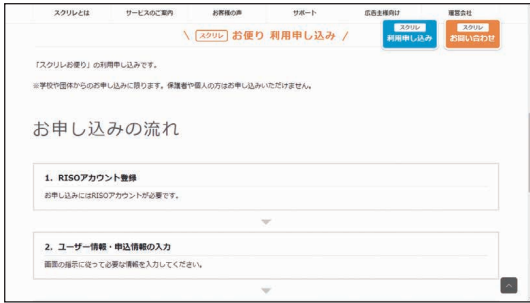 スクリレとは サービスのご案内 お客様の声 サポート 広告主様向け 運営会社
\ スクリレ お便り 利用申し込み /
スクリレ
利用申し込み
スクリレ
お問い合わせ
「スクリレお便り」の利用申し込みです。
※学校や団体からのお申し込みに限ります。保護者や個人の方はお申し込みいただけません。
お申し込みの流れ
1. RISOアカウント登録
お申し込みにはRISOアカウントが必要です。
2. ユーザー情報・申込情報の入力
画面の指示に従って必要な情報を入力してください。